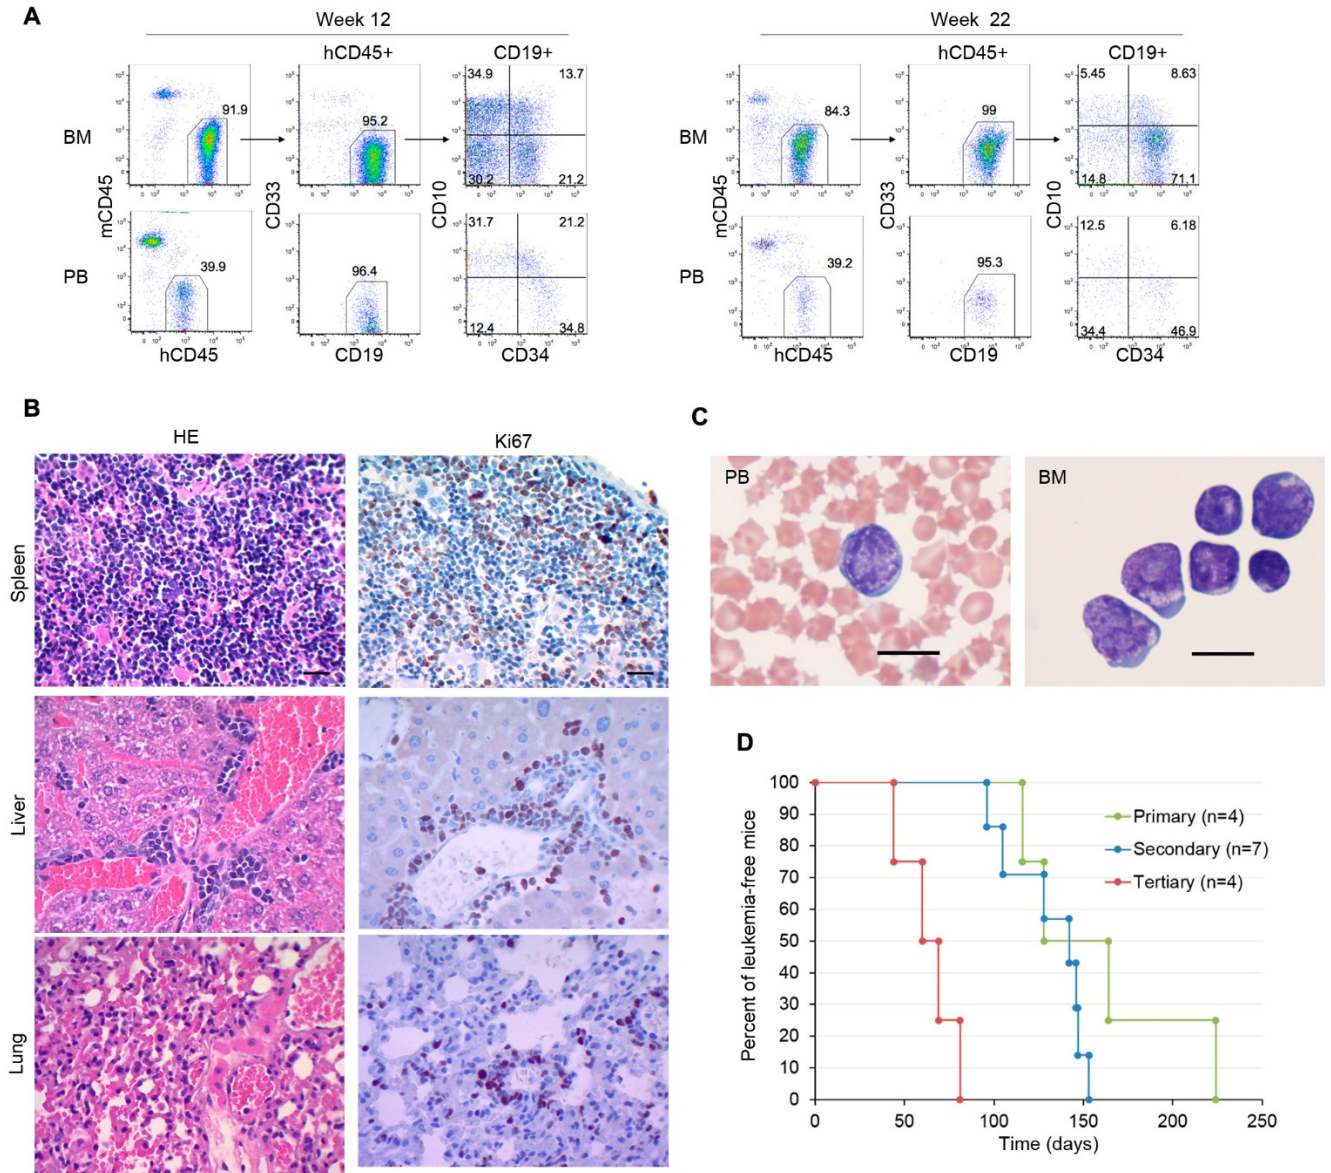 A
Week 12
Week 22
hCD45+
CD19+
hCD45+
CD19+
BM
91.9
95.2
34.9
13.7
30.2
21.2
84.3
99
5.45
8.63
14.8
71.1
mCD45
CD33
CD10
mCD45
CD33
CD10
PB
39.9
96.4
31.7
21.2
12.4
34.8
39.2
95.3
12.5
6.18
34.4
46.9
BM
PB
hCD45
CD19
CD34
hCD45
CD19
CD34
B
HE
Ki67
Spleen
Liver
Lung
C
PB
BM
D
Percent of leukemia-free mice
100
90
80
70
60
50
40
30
20
10
0
Primary (n=4)
Secondary (n=7)
Tertiary (n=4)
0
50
100
150
200
250
Time (days)